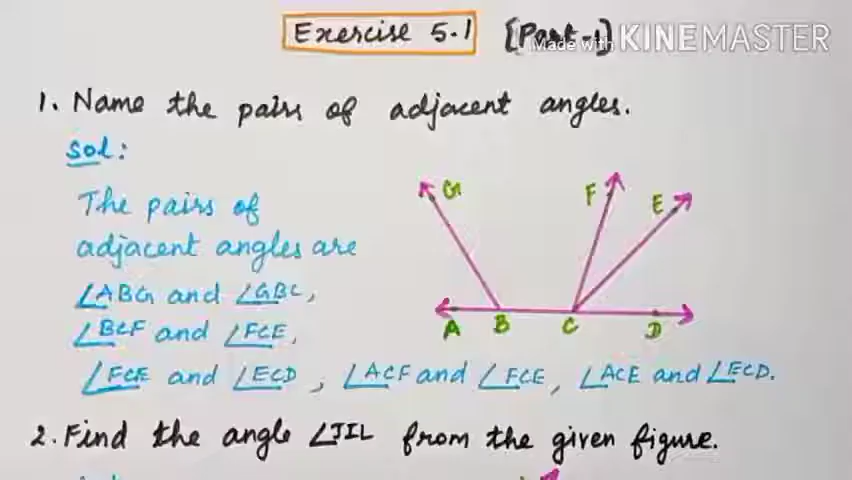 Exercise 5.1 [Part-1]
Made with KINEMASTER
1. Name the pairs of adjacent angles.
Sol:
The pairs of
adjacent angles are
∠ABG and ∠GBC,
∠BCF and ∠FCE,
∠FCE and ∠ECD, ∠ACF and ∠FCE, ∠ACE and ∠ECD.
G F E
A B C D
2. Find the angle ∠JIL from the given figure.